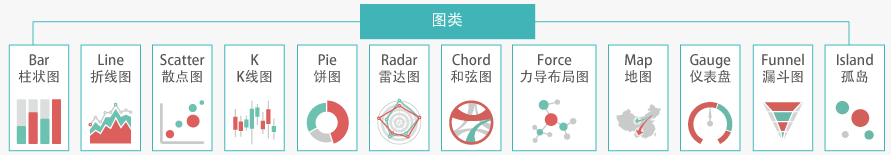 图类
Bar
柱状图
Line
折线图
Scatter
散点图
K
K线图
Pie
饼图
Radar
雷达图
Chord
和弦图
Force
力导布局图
Map
地图
Gauge
仪表盘
Funnel
漏斗图
Island
孤岛